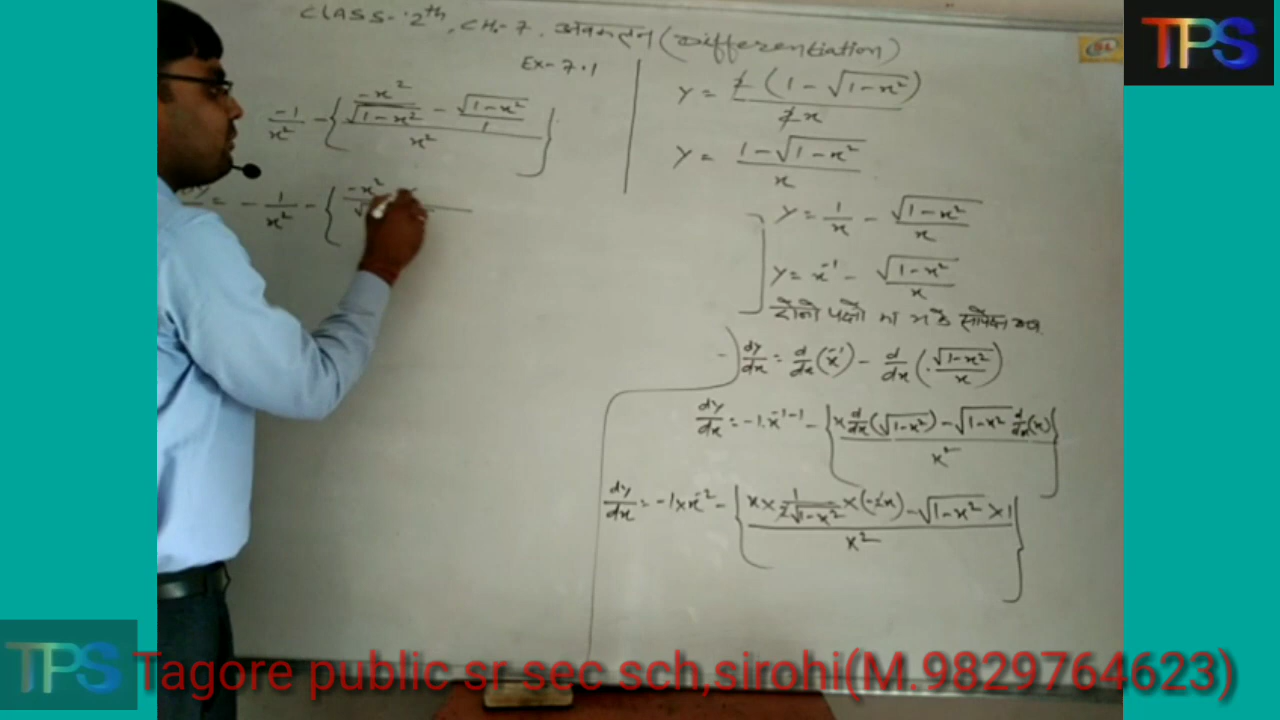 CLASS-12th, CH.-7, अवकलन (Differentiation)
Ex-7.1
-1/x² - { (-x²/√(1-x²) - √(1-x²)/1) / x² }
= - 1/x² - { -x²
y = 2(1-√(1-x²)) / 2x
y = (1-√(1-x²)) / x
y = 1/x - √(1-x²)/x
y = x⁻¹ - √(1-x²)/x
दोनों पक्षों का x के सापेक्ष अव.
dy/dx = d/dx(x⁻¹) - d/dx(√(1-x²)/x)
dy/dx = -1.x⁻¹⁻¹ - { (x d/dx(√(1-x²)) - √(1-x²) d/dx(x)) / x² }
dy/dx = -1×x⁻² - { (x × 1/(2√(1-x²)) × (-2x) - √(1-x²) × 1) / x² }
TPS
TPS
Tagore public sr sec sch,sirohi(M.9829764623)